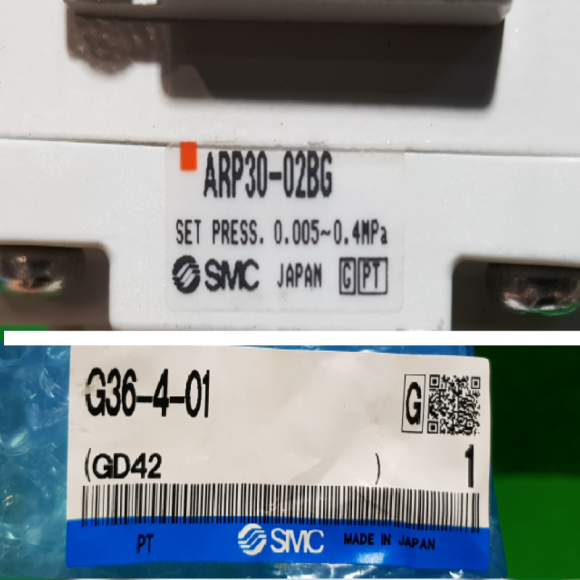 ARP30-02BG
SET PRESS. 0.005~0.4MPa
SMC JAPAN G PT
G36-4-01
G
(GD42 ) 1
PT SMC MADE IN JAPAN